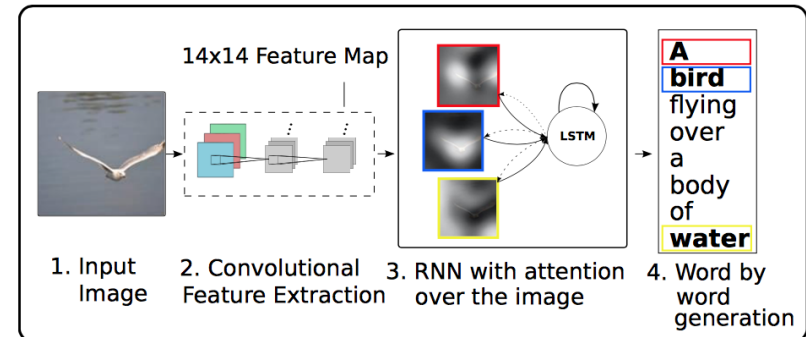 14x14 Feature Map
LSTM
A
bird
flying
over
a
body
of
water
1. Input
Image
2. Convolutional
Feature Extraction
3. RNN with attention
over the image
4. Word by
word
generation